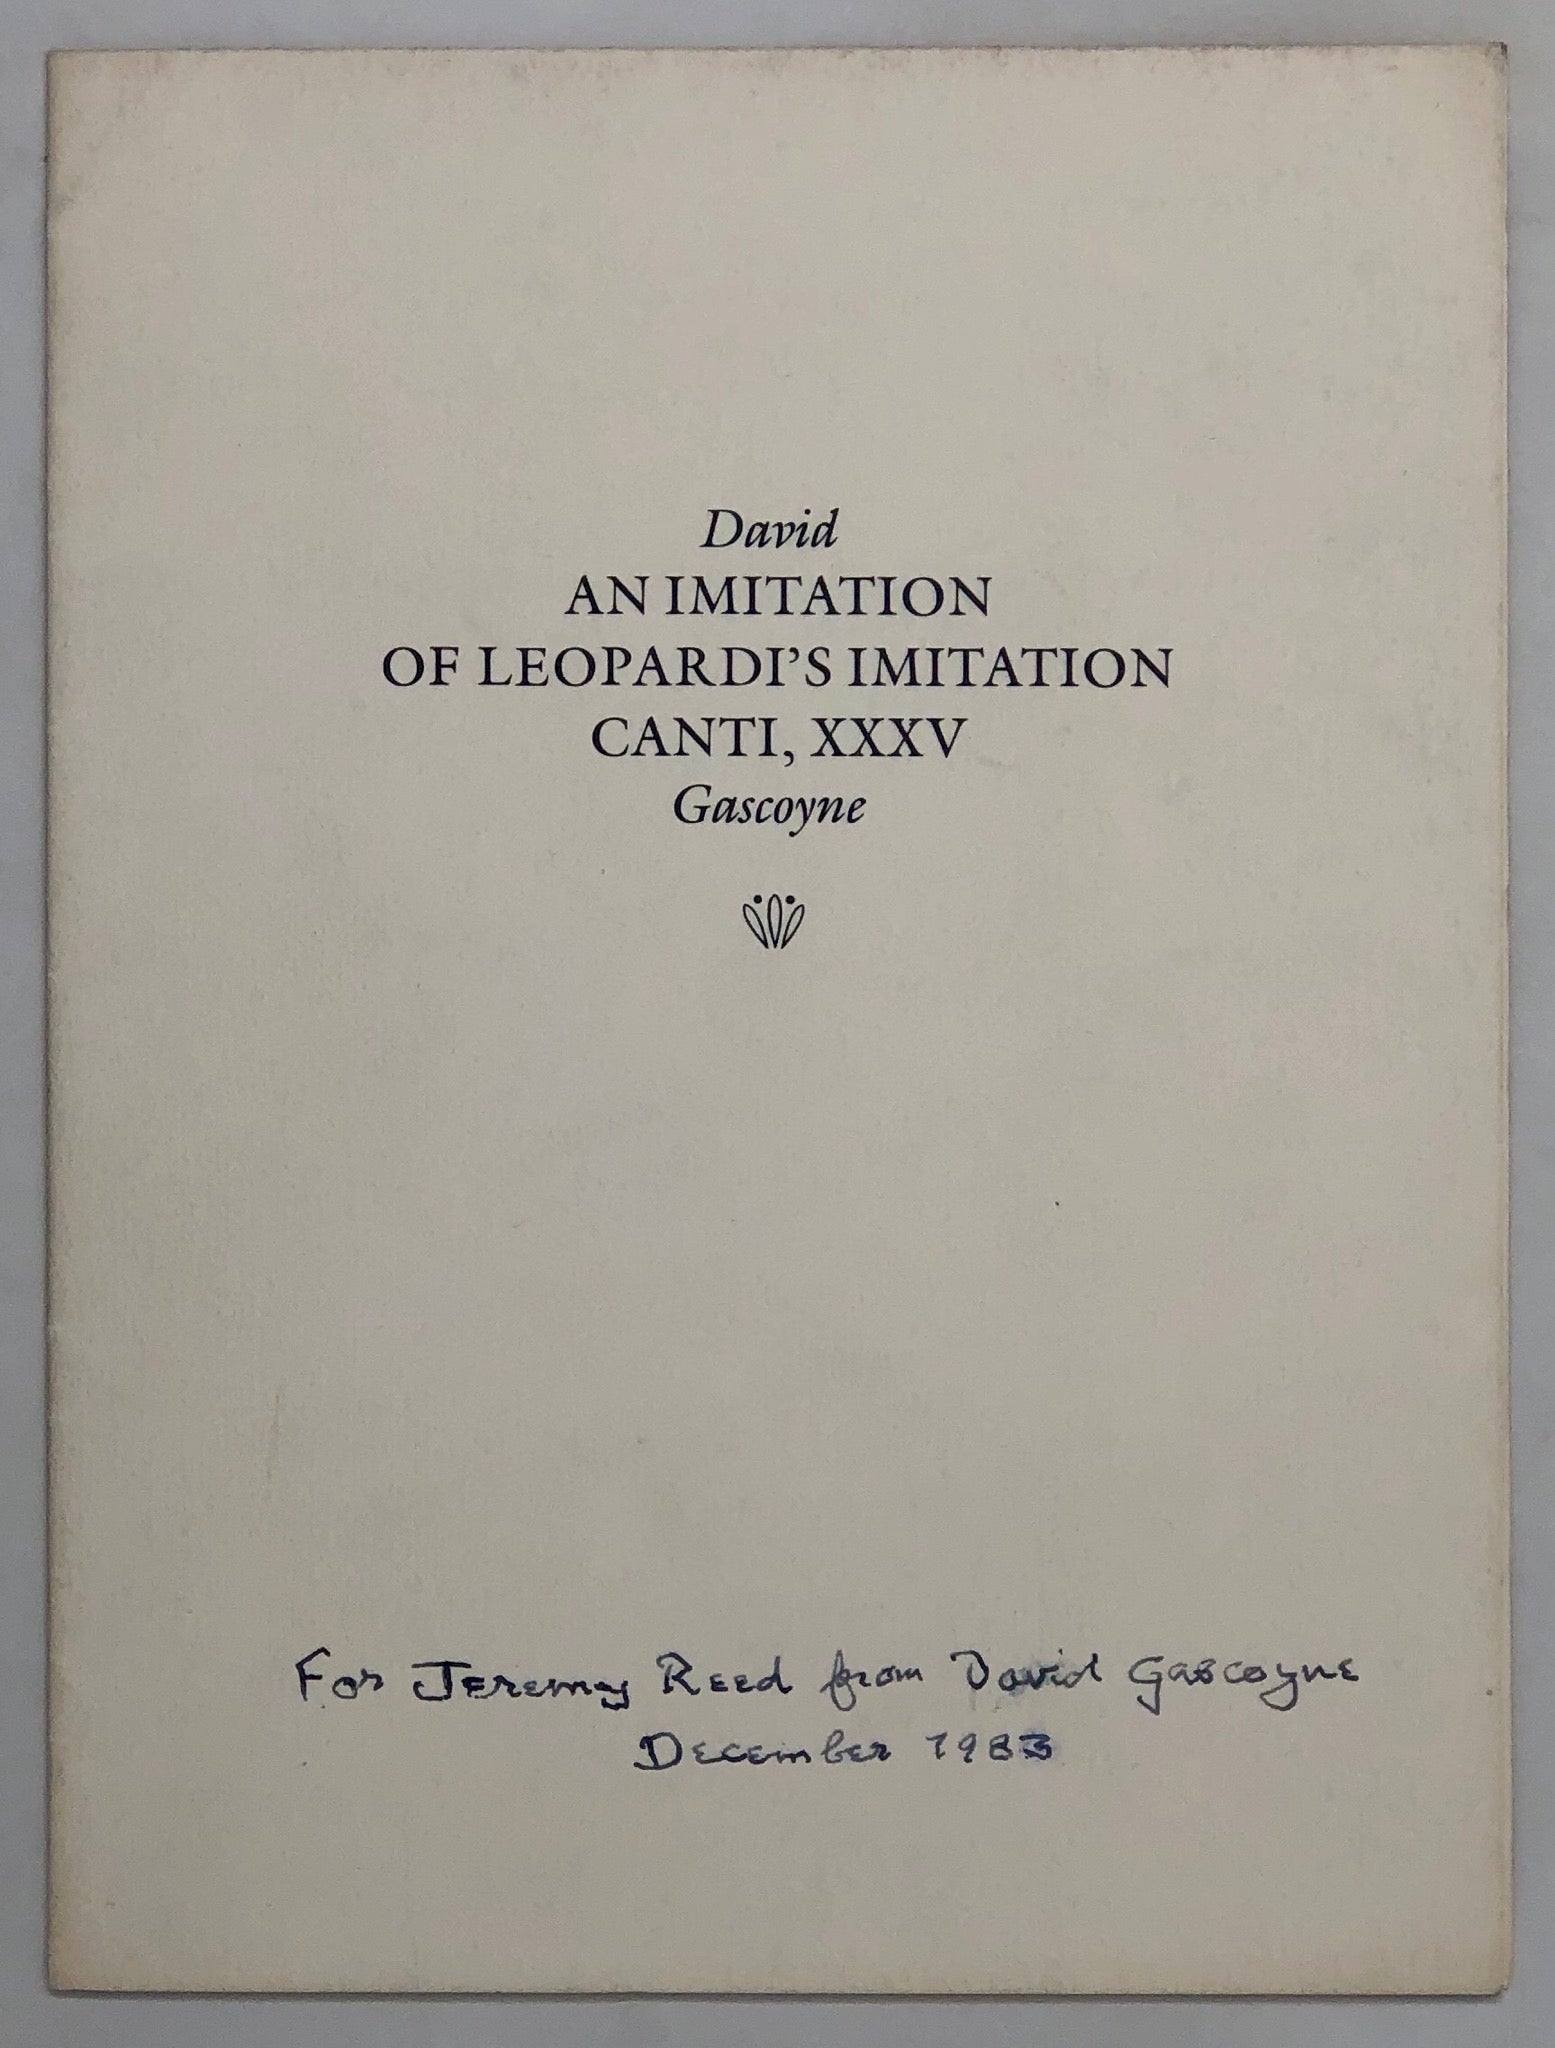 David
AN IMITATION
OF LEOPARDI’S IMITATION
CANTI, XXXV
Gascoyne
For Jeremy Reed from David Gascoyne
December 1983